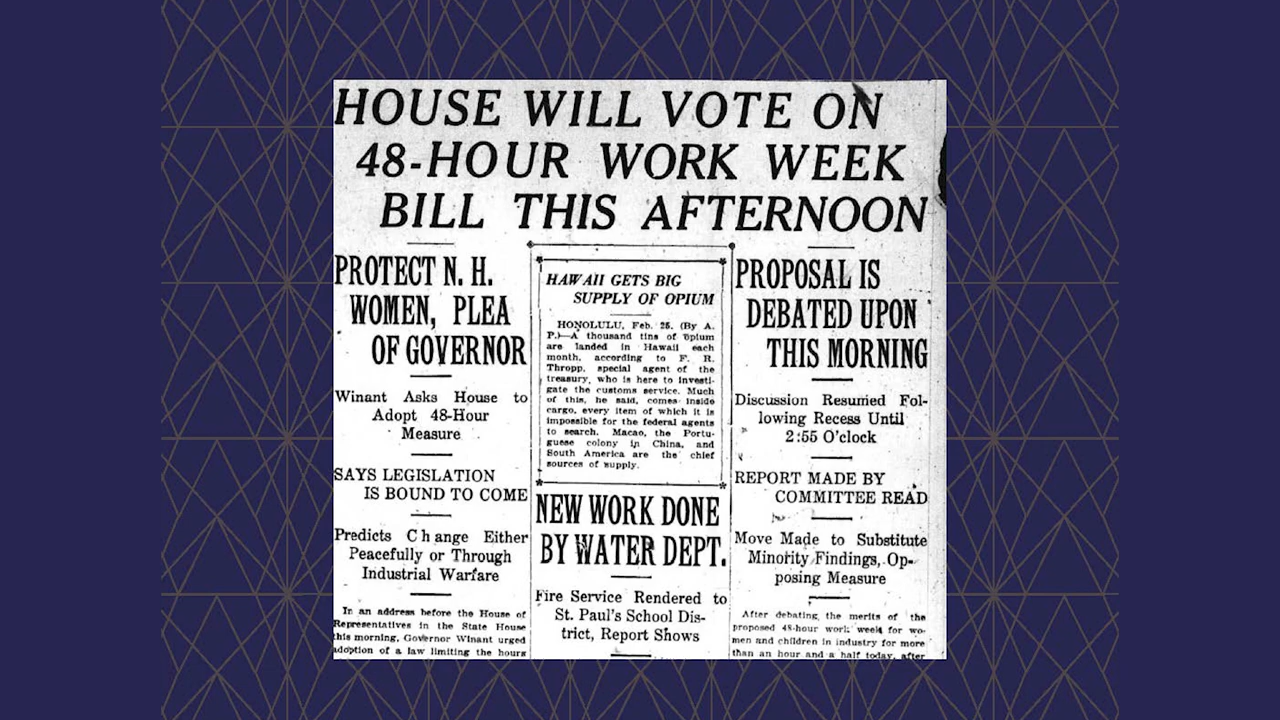 HOUSE WILL VOTE ON
48-HOUR WORK WEEK
BILL THIS AFTERNOON
PROTECT N. H.
WOMEN, PLEA
OF GOVERNOR
Winant Asks House to
Adopt 48-Hour
Measure
SAYS LEGISLATION
IS BOUND TO COME
Predicts Change Either
Peacefully or Through
Industrial Warfare
In an address before the House of
Representatives in the State House
this morning, Governor Winant urged
adoption of a law limiting the hours
HAWAII GETS BIG
SUPPLY OF OPIUM
HONOLULU, Feb. 25. (By A.
P.)—A thousand tins of opium
are landed in Hawaii each
month, according to F. R.
Thropp, special agent of the
treasury, who is here to investi-
gate the customs service. Much
of this, he said, comes inside
cargo, every item of which it is
impossible for the federal agents
to search. Macao, the Portu-
guese colony in China, and
South America are the chief
sources of supply.
NEW WORK DONE
BY WATER DEPT.
Fire Service Rendered to
St. Paul's School Dis-
trict, Report Shows
PROPOSAL IS
DEBATED UPON
THIS MORNING
Discussion Resumed Fol-
lowing Recess Until
2:55 O'clock
REPORT MADE BY
COMMITTEE READ
Move Made to Substitute
Minority Findings, Op-
posing Measure
After debating the merits of the
proposed 48-hour work week for wo-
men and children in industry for more
than an hour and a half today, after